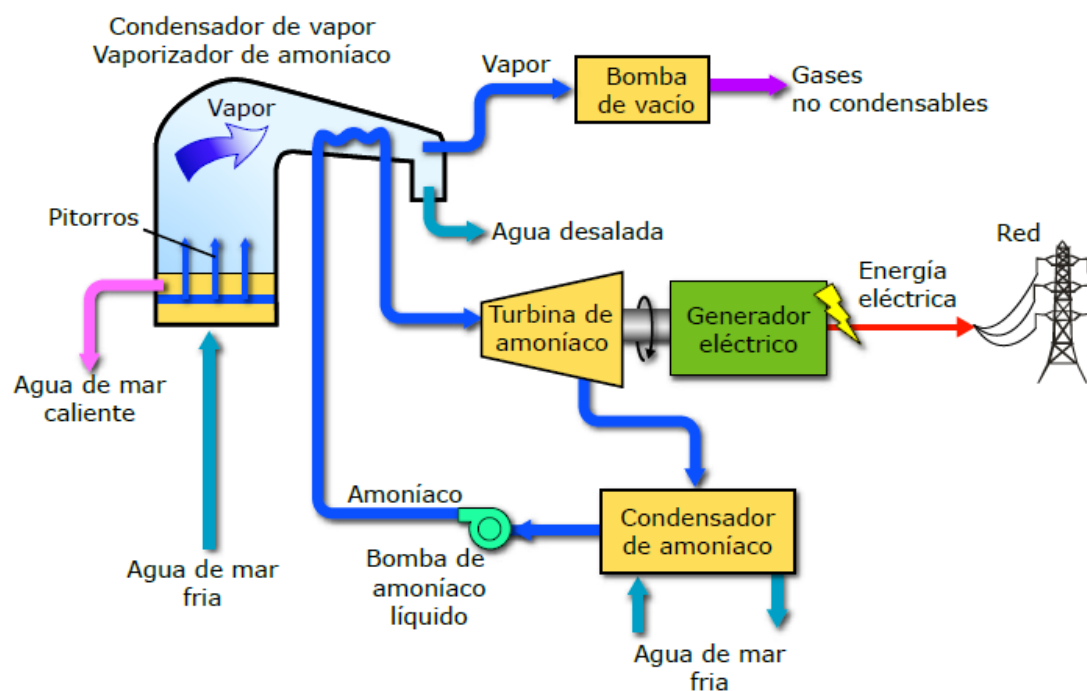 Condensador de vapor
Vaporizador de amoníaco
Vapor
Bomba
de vacío
Gases
no condensables
Vapor
Pitorros
Agua desalada
Red
Energía
eléctrica
Turbina de
amoníaco
Generador
eléctrico
Agua de mar
caliente
Amoníaco
Condensador
de amoníaco
Agua de mar
fria
Bomba de
amoníaco
líquido
Agua de mar
fria